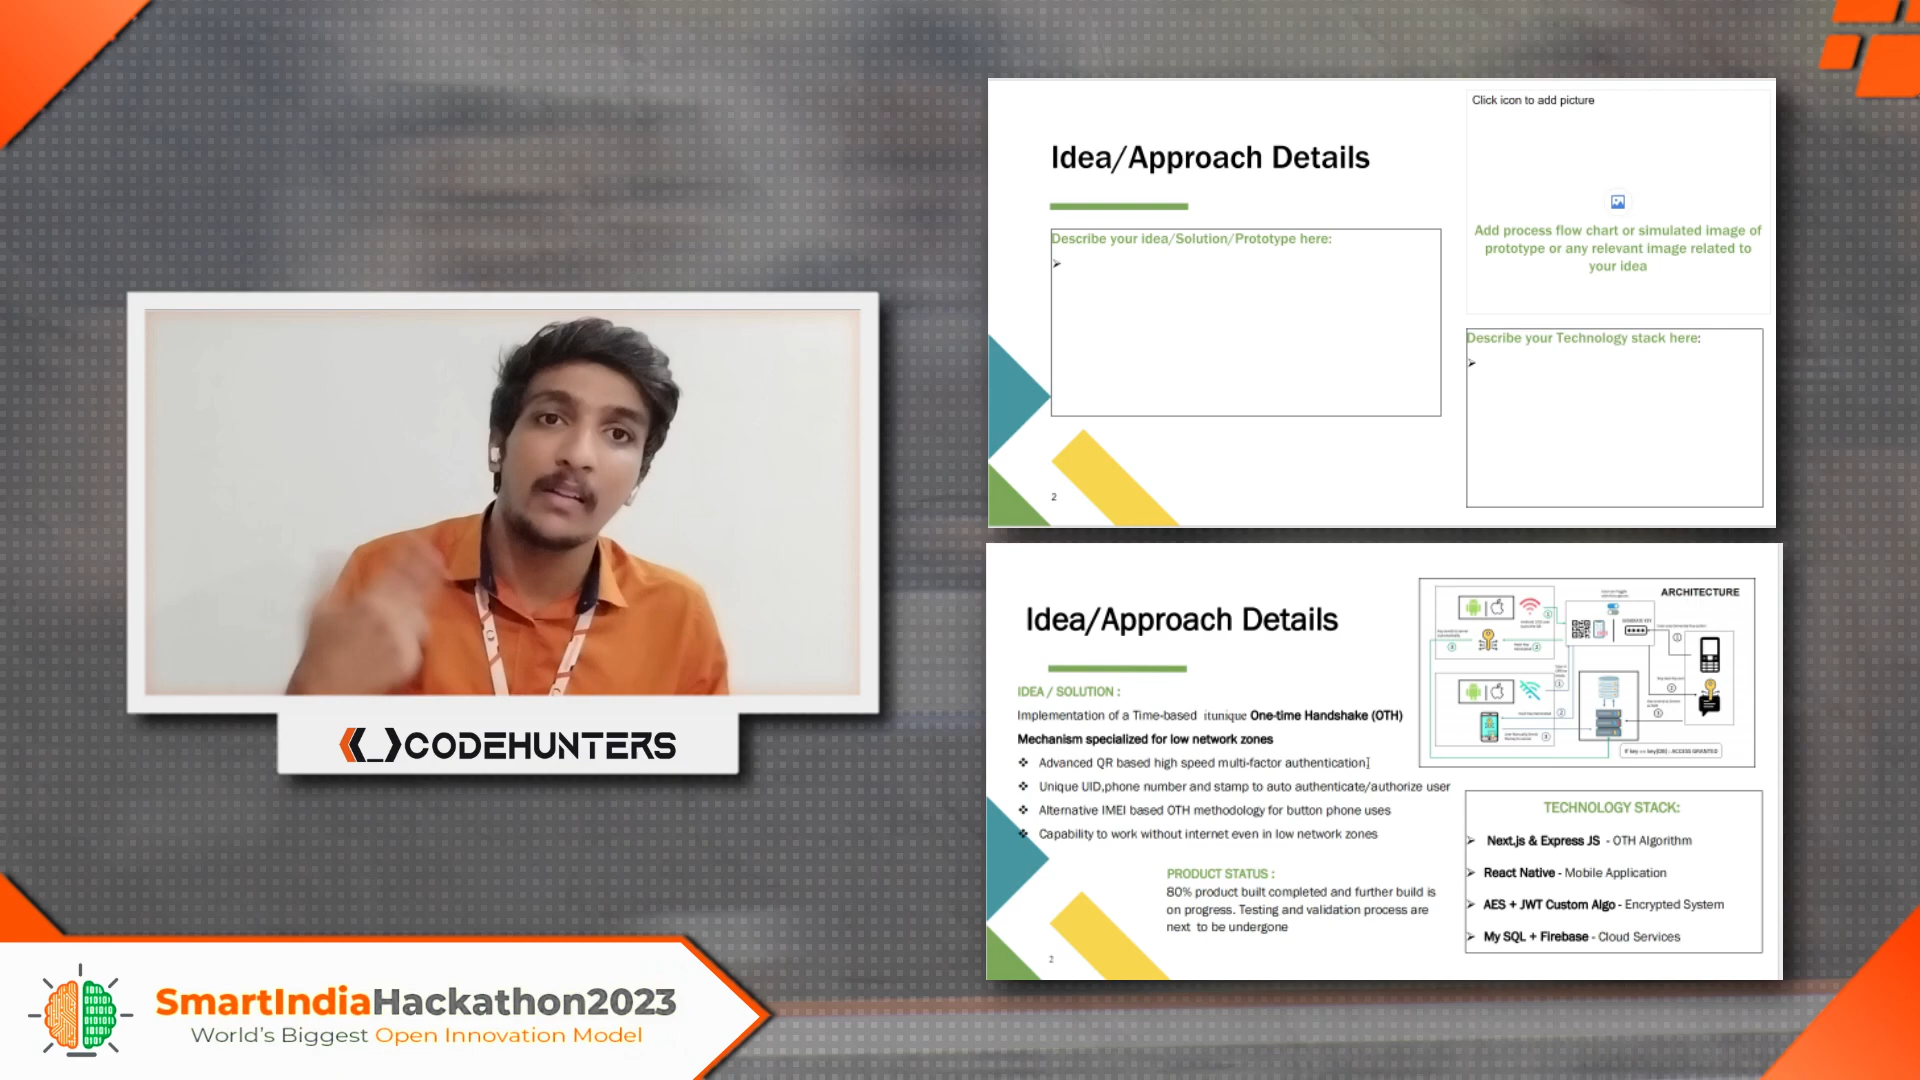 Click icon to add picture
Idea/Approach Details
Add process flow chart or simulated image of
prototype or any relevant image related to
your idea
Describe your idea/Solution/Prototype here:
Describe your Technology stack here:
2
CODEHUNTERS
Idea/Approach Details
ARCHITECTURE
IDEA / SOLUTION :
Implementation of a Time-based itunique One-time Handshake (OTH)
Mechanism specialized for low network zones
Advanced QR based high speed multi-factor authentication]
Unique UID,phone number and stamp to auto authenticate/authorize user
Alternative IMEI based OTH methodology for button phone uses
Capability to work without internet even in low network zones
If key == key[DB] : ACCESS GRANTED
PRODUCT STATUS :
80% product built completed and further build is
on progress. Testing and validation process are
next to be undergone
2
TECHNOLOGY STACK:
Next.js & Express JS - OTH Algorithm
React Native - Mobile Application
AES + JWT Custom Algo - Encrypted System
My SQL + Firebase - Cloud Services
SmartIndiaHackathon2023
World's Biggest Open Innovation Model